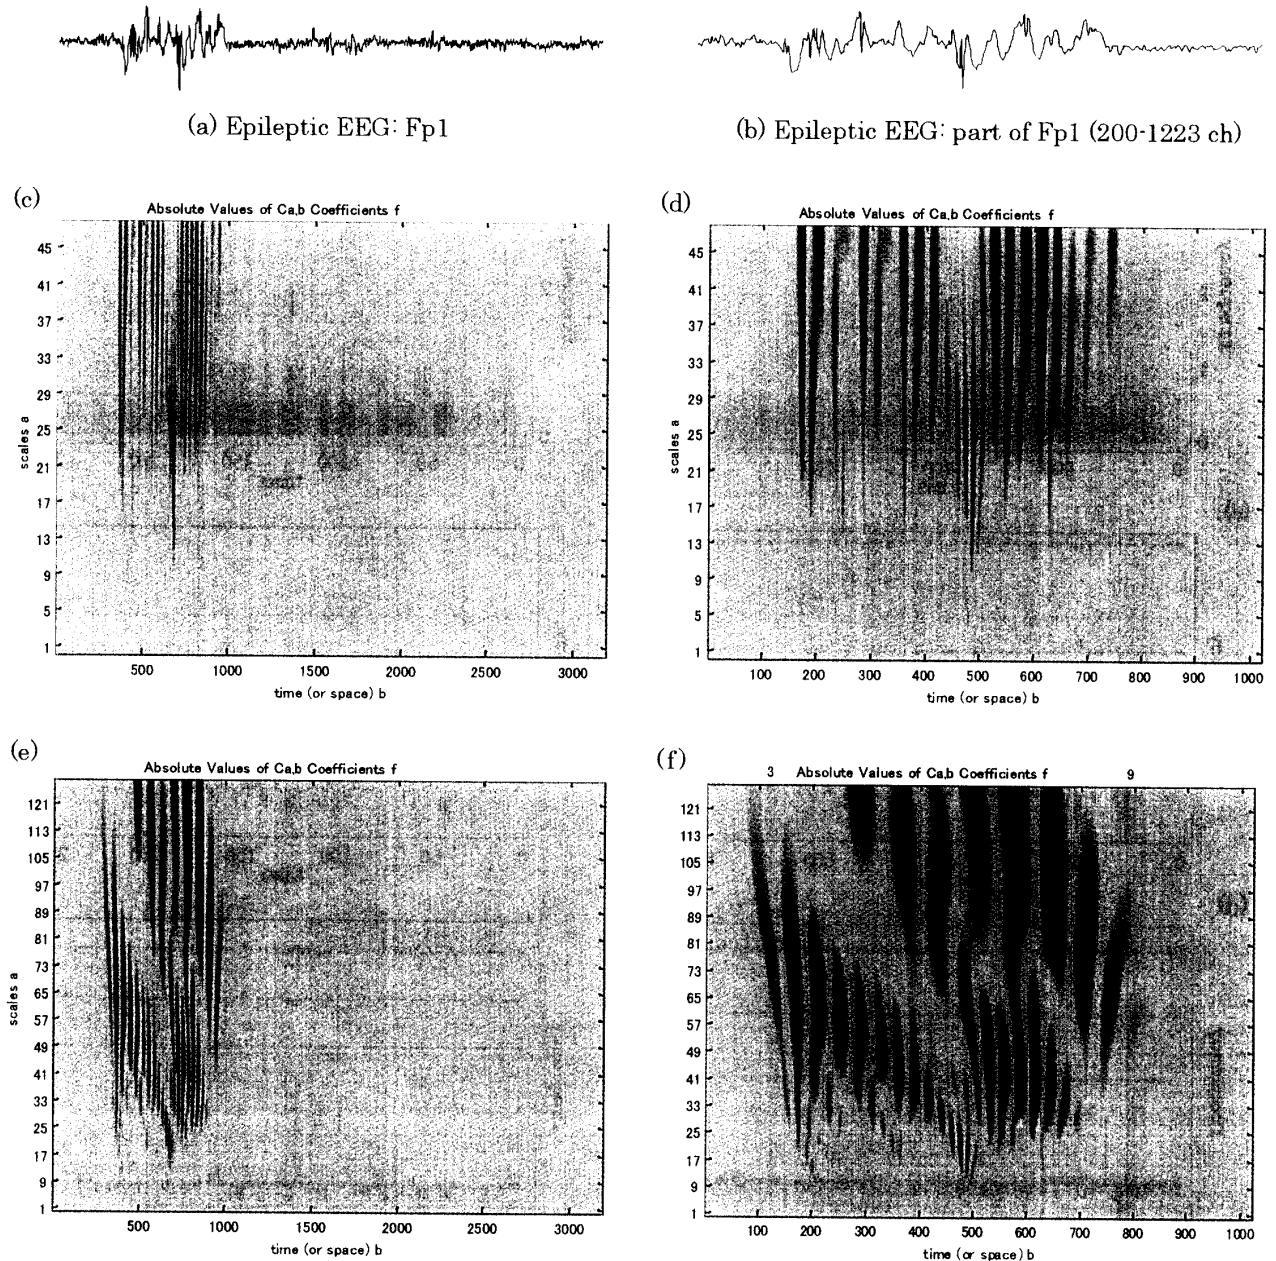 (a) Epileptic EEG: Fp1
(b) Epileptic EEG: part of Fp1 (200-1223 ch)
(c)
Absolute Values of Ca,b Coefficients f
45
41
37
33
29
25
21
17
13
9
5
1
scales a
500 1000 1500 2000 2500 3000
time (or space) b
(d)
Absolute Values of Ca,b Coefficients f
45
41
37
33
29
25
21
17
13
9
5
1
scales a
100 200 300 400 500 600 700 800 900 1000
time (or space) b
(e)
Absolute Values of Ca,b Coefficients f
121
113
105
97
89
81
73
65
57
49
41
33
25
17
9
1
scales a
500 1000 1500 2000 2500 3000
time (or space) b
(f)
3 Absolute Values of Ca,b Coefficients f 9
121
113
105
97
89
81
73
65
57
49
41
33
25
17
9
1
100 200 300 400 500 600 700 800 900 1000
time (or space) b